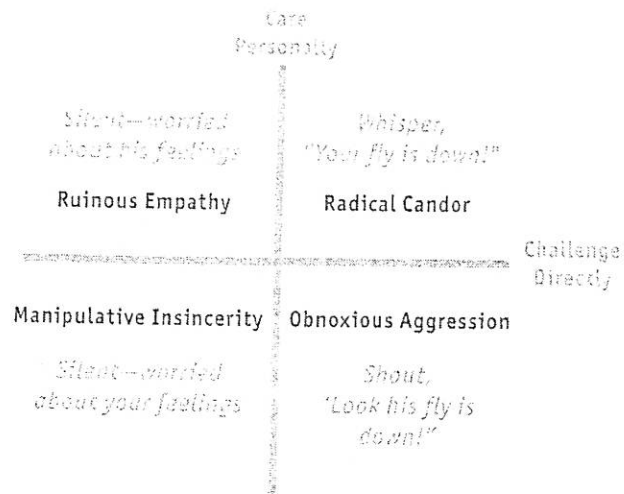 Care
Personally
Silent—worried
about his feelings
Whisper,
"Your fly is down!"
Ruinous Empathy
Radical Candor
Challenge
Directly
Manipulative Insincerity
Obnoxious Aggression
Silent—worried
about your feelings
Shout,
"Look his fly is
down!"